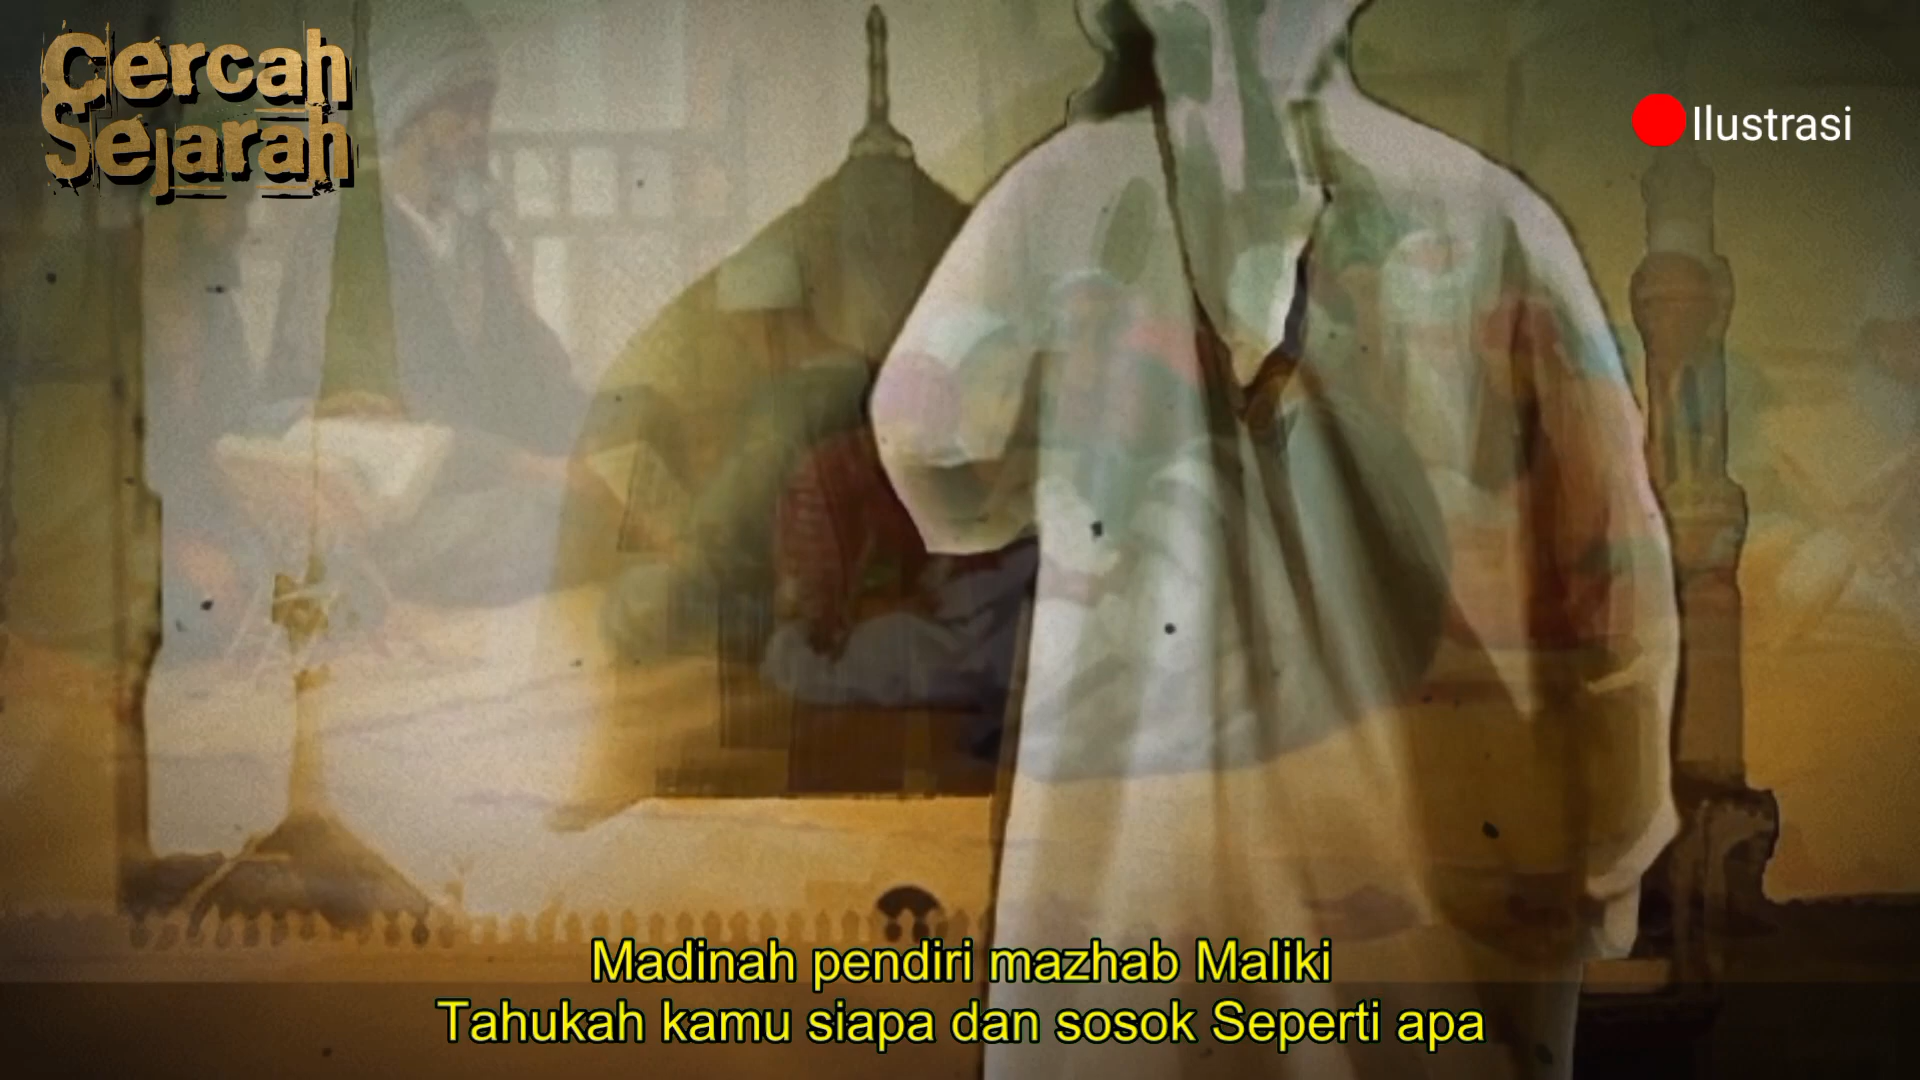 Cercah
Sejarah
Ilustrasi
Madinah pendiri mazhab Maliki
Tahukah kamu siapa dan sosok Seperti apa